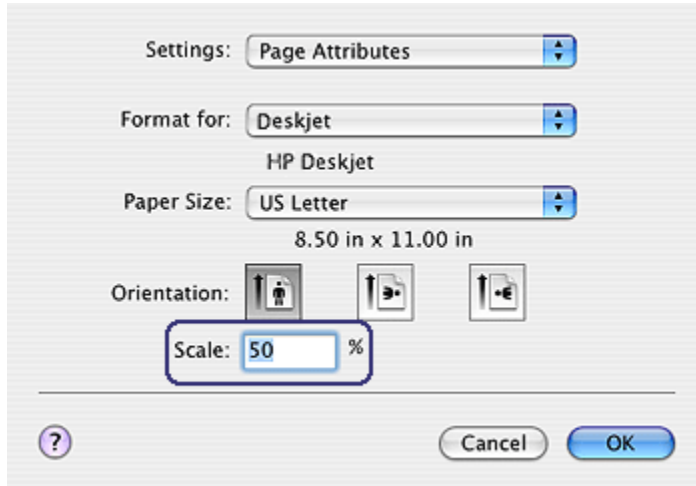 Settings: Page Attributes
Format for: Deskjet
HP Deskjet
Paper Size: US Letter
8.50 in x 11.00 in
Orientation:
Scale: 50 %
? Cancel OK